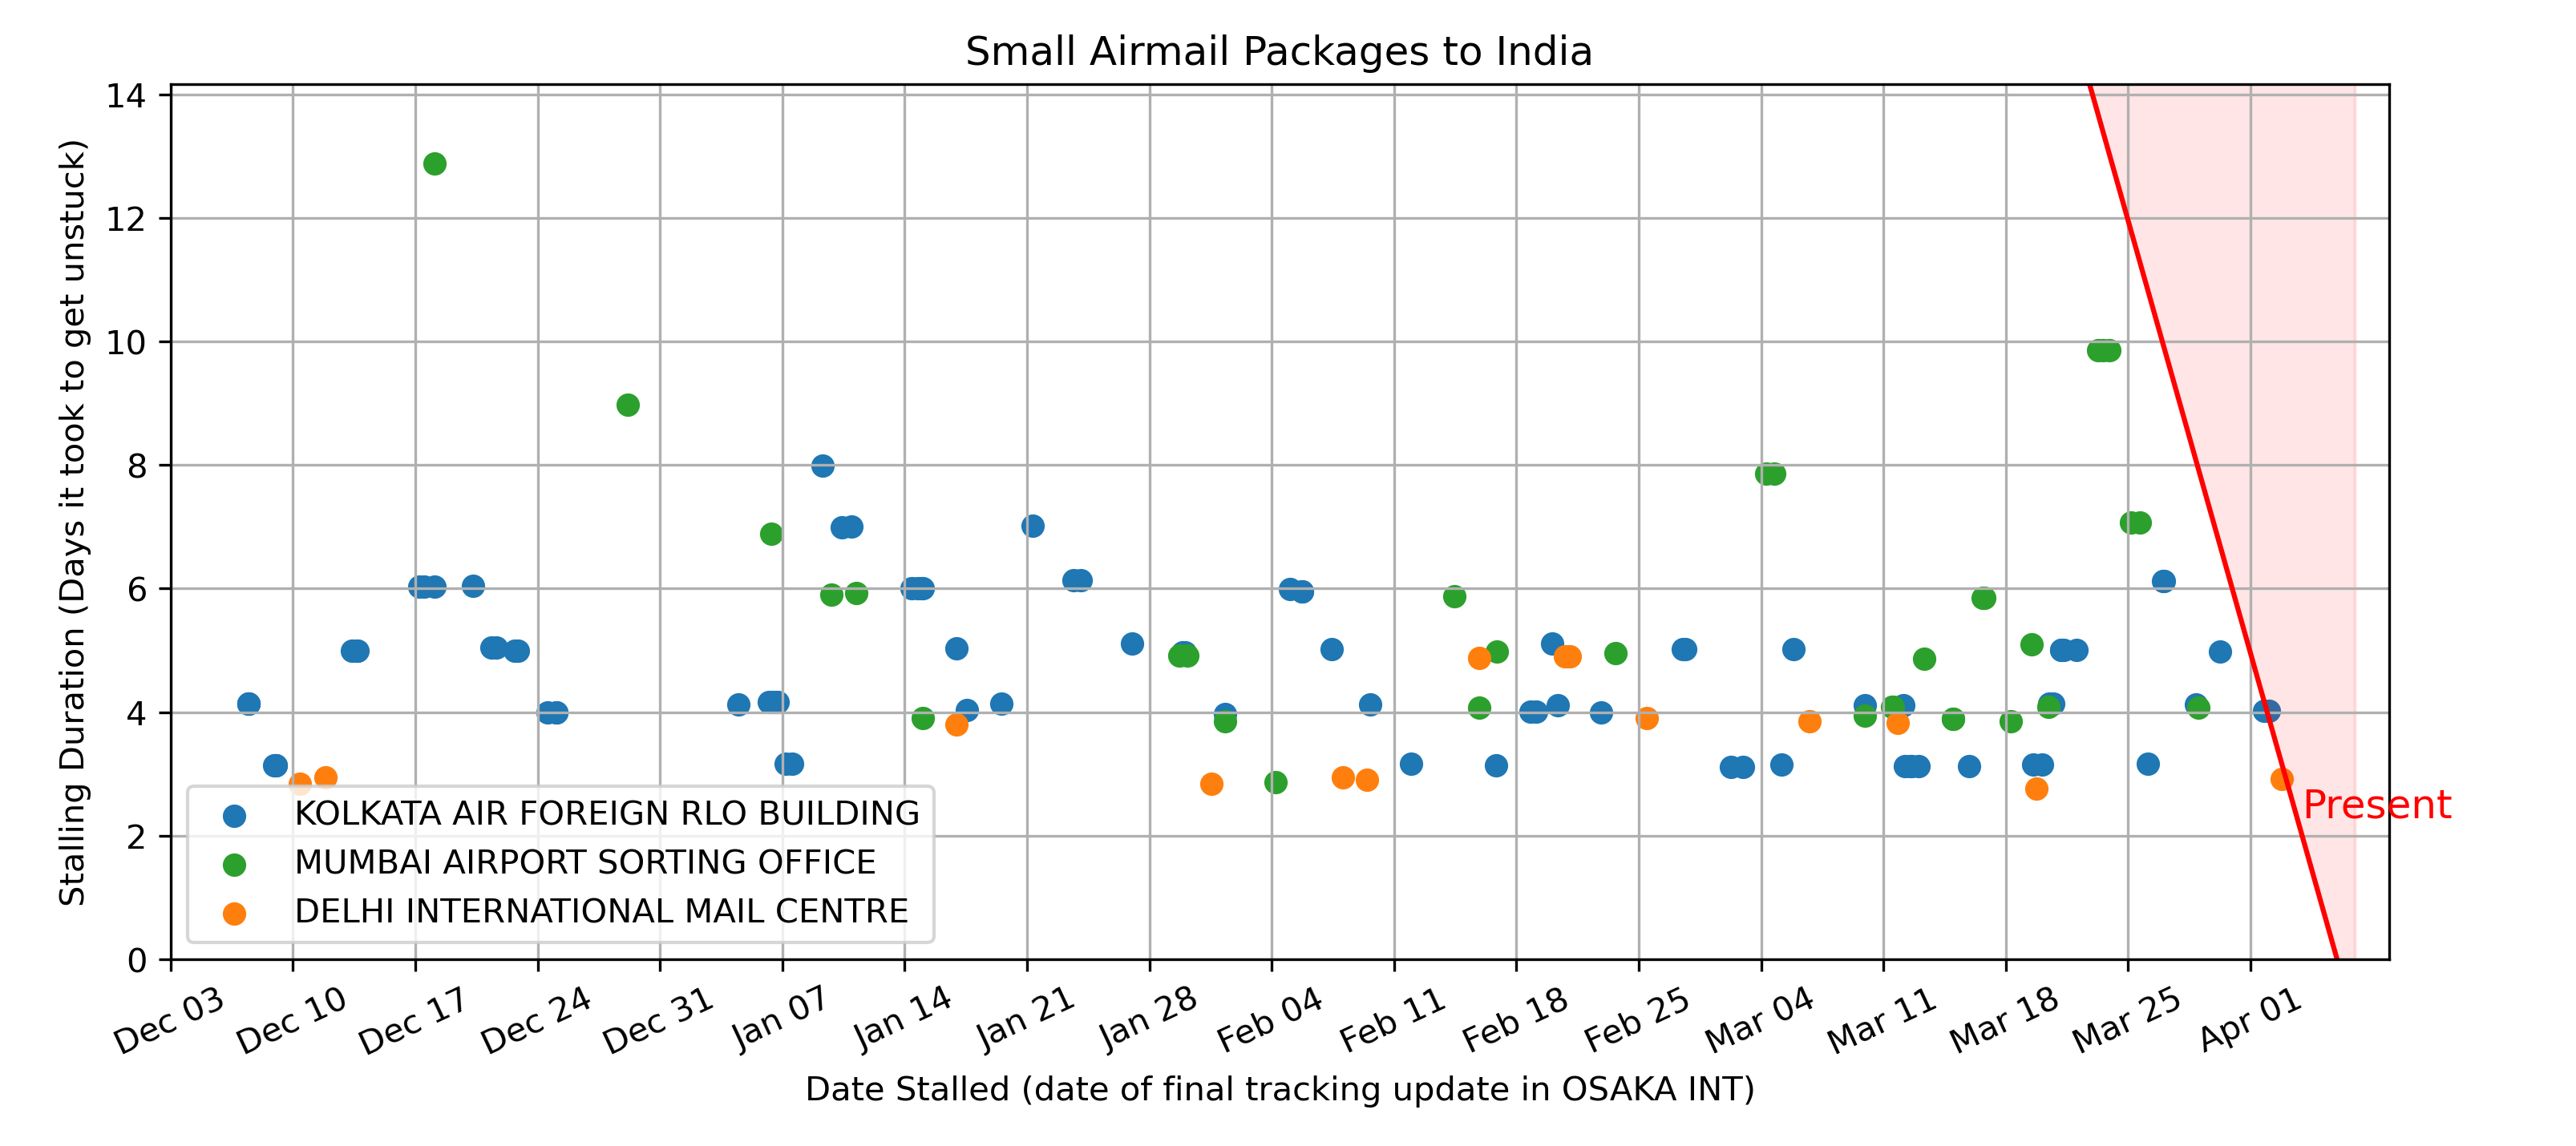 Small Airmail Packages to India
Stalling Duration (Days it took to get unstuck)
14
12
10
8
6
4
2
0
Present
KOLKATA AIR FOREIGN RLO BUILDING
MUMBAI AIRPORT SORTING OFFICE
DELHI INTERNATIONAL MAIL CENTRE
Dec 03
Dec 10
Dec 17
Dec 24
Dec 31
Jan 07
Jan 14
Jan 21
Jan 28
Feb 04
Feb 11
Feb 18
Feb 25
Mar 04
Mar 11
Mar 18
Mar 25
Apr 01
Date Stalled (date of final tracking update in OSAKA INT)